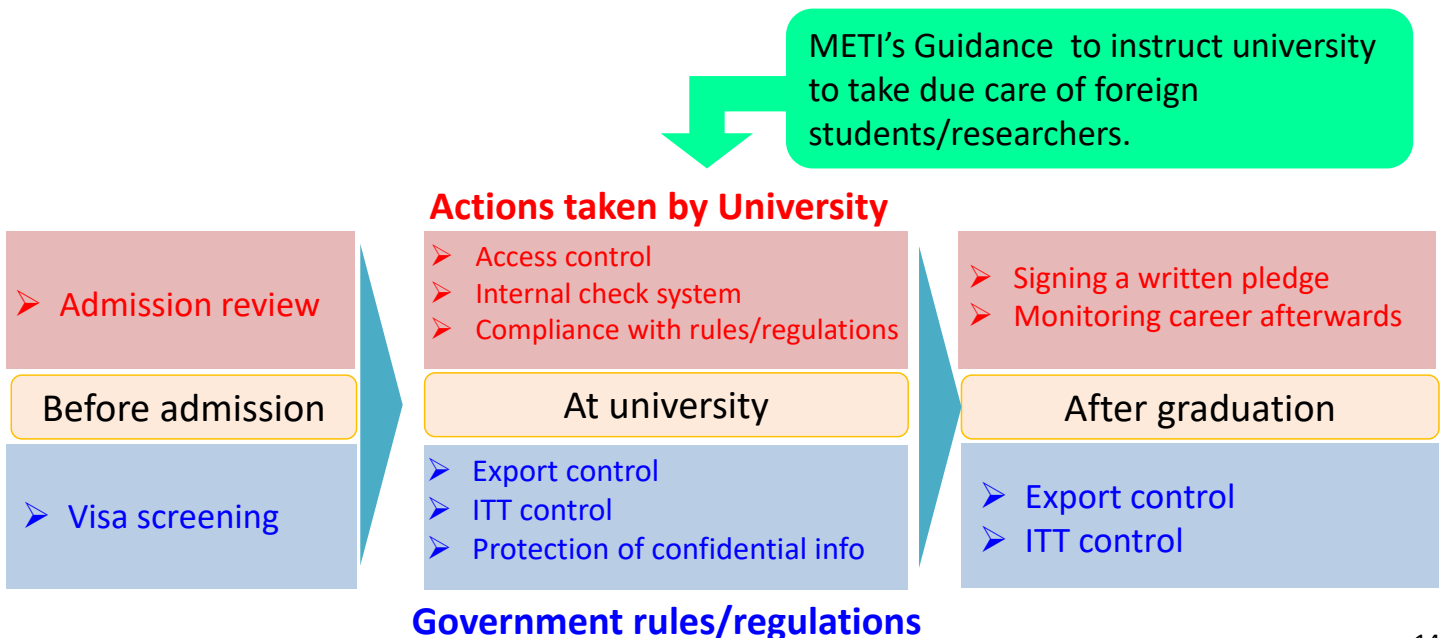 METI’s Guidance  to instruct university
to take due care of foreign
students/researchers.
Actions taken by University
➢ Admission review
➢ Access control
➢ Internal check system
➢ Compliance with rules/regulations
➢ Signing a written pledge
➢ Monitoring career afterwards
Before admission
At university
After graduation
➢ Visa screening
➢ Export control
➢ ITT control
➢ Protection of confidential info
➢ Export control
➢ ITT control
Government rules/regulations